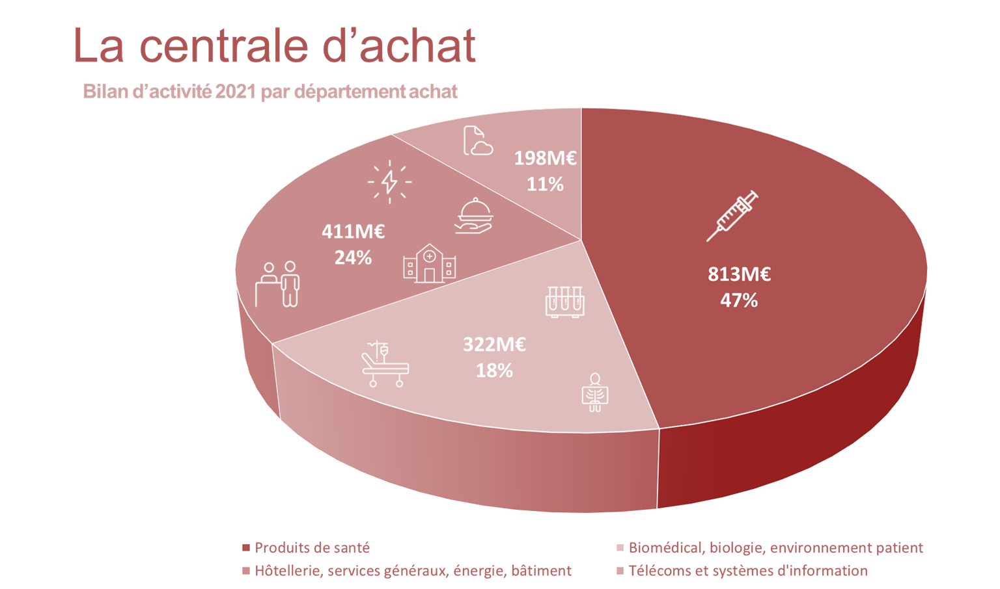 La centrale d’achat
Bilan d’activité 2021 par département achat
198M€
11%
411M€
24%
813M€
47%
322M€
18%
Produits de santé
Biomédical, biologie, environnement patient
Hôtellerie, services généraux, énergie, bâtiment
Télécoms et systèmes d'information